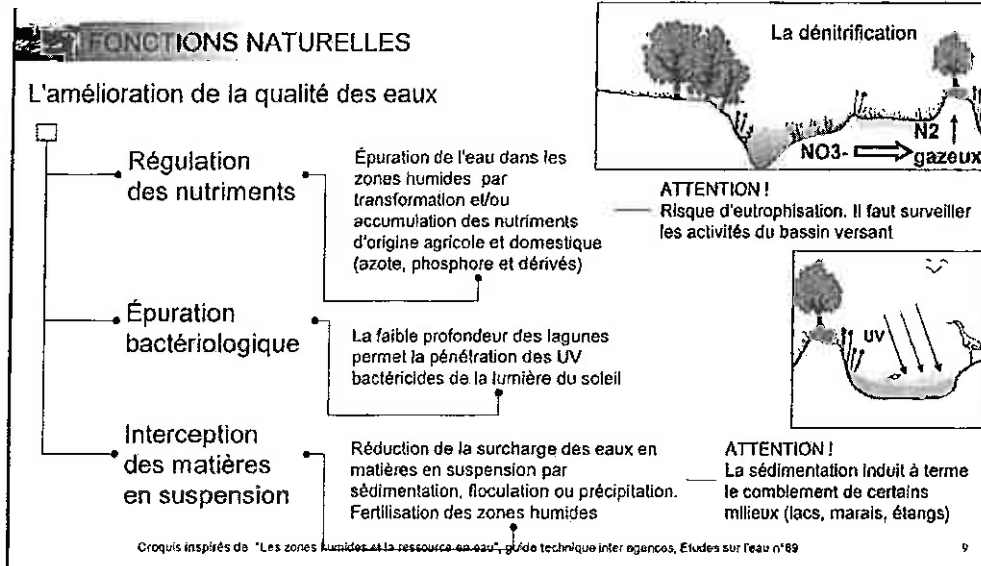 FONCTIONS NATURELLES
L'amélioration de la qualité des eaux
Régulation
des nutriments
Épuration de l'eau dans les
zones humides par
transformation et/ou
accumulation des nutriments
d'origine agricole et domestique
(azote, phosphore et dérivés)
La dénitrification
NO3-
N2
gazeux
ATTENTION !
Risque d'eutrophisation. Il faut surveiller
les activités du bassin versant
Épuration
bactériologique
La faible profondeur des lagunes
permet la pénétration des UV
bactéricides de la lumière du soleil
UV
Interception
des matières
en suspension
Réduction de la surcharge des eaux en
matières en suspension par
sédimentation, floculation ou précipitation.
Fertilisation des zones humides
ATTENTION !
La sédimentation induit à terme
le comblement de certains
milieux (lacs, marais, étangs)
Croquis inspirés de "Les zones humides et la ressource en eau", guide technique inter agences, Etudes sur l'eau n°89
9